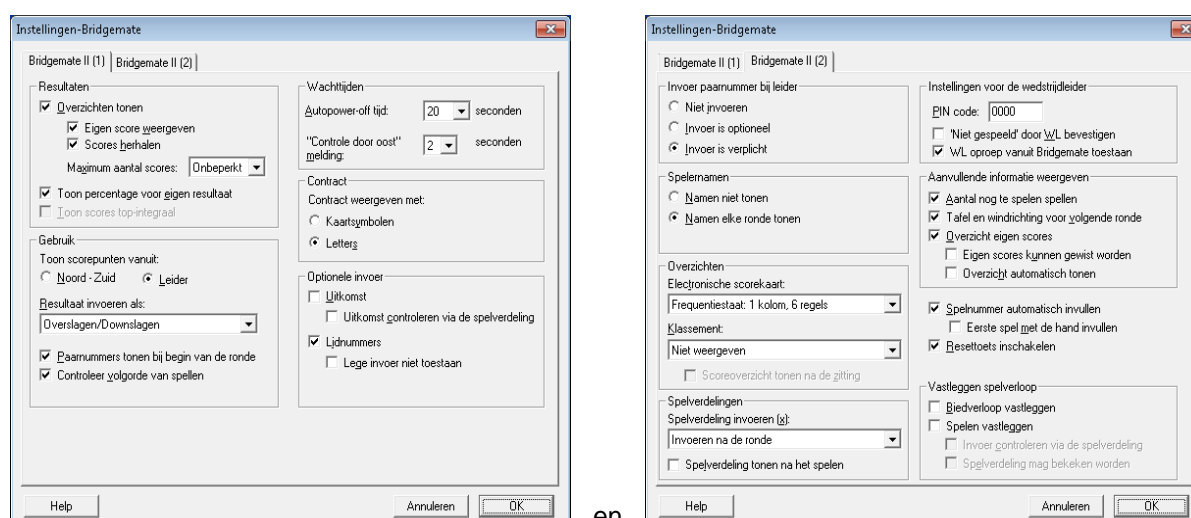 Instellingen-Bridgemate
Bridgemate II (1) Bridgemate II (2)
Resultaten
Overzichten tonen
Eigen score weergeven
Scores herhalen
Maximum aantal scores: Onbeperkt
Toon percentage voor eigen resultaat
Toon scores top-integraal
Gebruik
Toon scorepunten vanuit:
Noord - Zuid Leider
Resultaat invoeren als:
Overslagen/Downslagen
Paarnummers tonen bij begin van de ronde
Controleer volgorde van spellen
Wachttijden
Autopower-off tijd: 20 seconden
"Controle door oost" melding: 2 seconden
Contract
Contract weergeven met:
Kaartsymbolen
Letters
Optionele invoer
Uitkomst
Uitkomst controleren via de spelverdeling
Lidnummers
Lege invoer niet toestaan
Help Annuleren OK
en
Instellingen-Bridgemate
Bridgemate II (1) Bridgemate II (2)
Invoer paarnummer bij leider
Niet invoeren
Invoer is optioneel
Invoer is verplicht
Spelernamen
Namen niet tonen
Namen elke ronde tonen
Overzichten
Electronische scorekaart:
Frequentiestaat: 1 kolom, 6 regels
Klassement:
Niet weergeven
Scoreoverzicht tonen na de zitting
Spelverdelingen
Spelverdeling invoeren (x):
Invoeren na de ronde
Spelverdeling tonen na het spelen
Instellingen voor de wedstrijdleider
PIN code: 0000
'Niet gespeeld' door WL bevestigen
WL oproep vanuit Bridgemate toestaan
Aanvullende informatie weergeven
Aantal nog te spelen spellen
Tafel en windrichting voor volgende ronde
Overzicht eigen scores
Eigen scores kunnen gewist worden
Overzicht automatisch tonen
Spelnummer automatisch invullen
Eerste spel met de hand invullen
Resettoets inschakelen
Vastleggen spelverloop
Biedverloop vastleggen
Spelen vastleggen
Invoer controleren via de spelverdeling
Spelverdeling mag bekeken worden
Help Annuleren OK